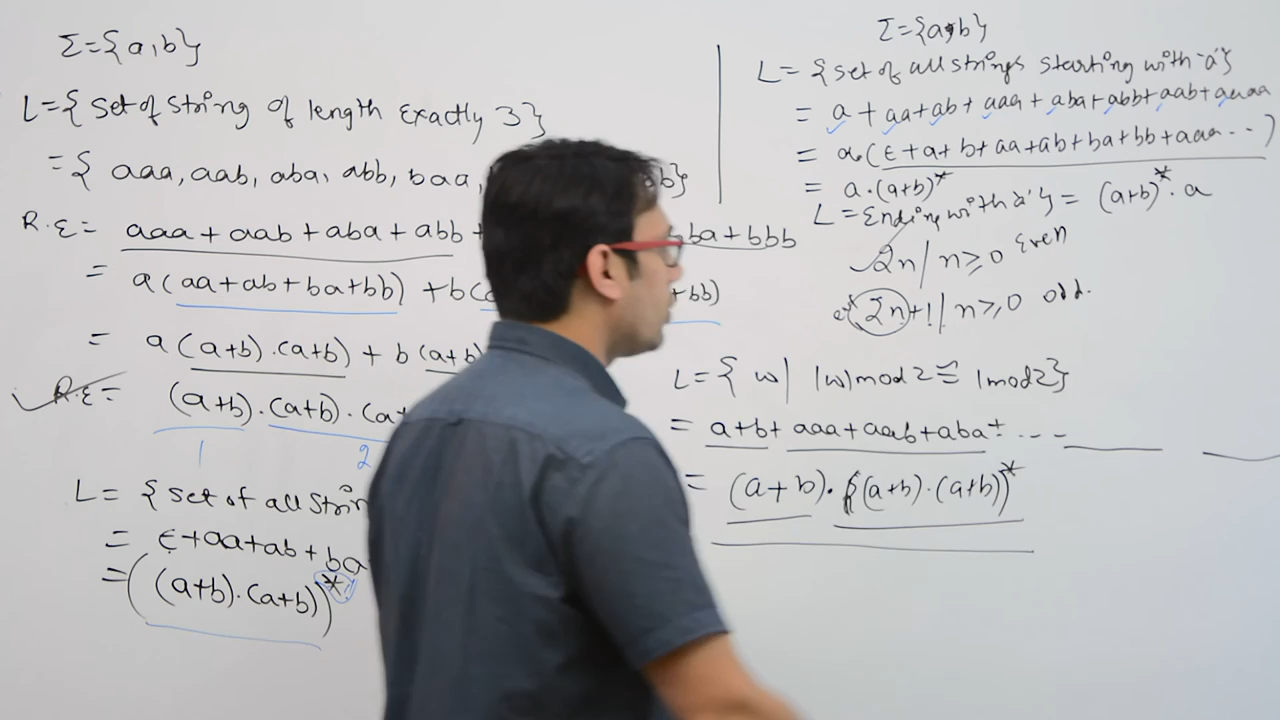 Σ={a,b}
L={set of string of length exactly 3}
={aaa, aab, aba, abb, baa,
R.ε= aaa+aab+aba+abb + ba+bbb
= a(aa+ab+ba+bb) +b( +bb)
= a(a+b).(a+b)+b(a+b)
R.ε= (a+b).(a+b).(a+
1 2
L= {set of all Strin
= ε+aa+ab+ba
=((a+b).(a+b))*
Σ={a,b}
L= {set of all strings starting with 'a'}
= a+aa+ab+aaa+aba+abb+aab+aaaa
= a.(ε+a+b+aa+ab+ba+bb+aaa...)
= a.(a+b)*
L={Ending with 'a'}= (a+b)*.a
2n/n≥0 Even
2n+1/n≥0 odd.
L={w| |w|mod2≅1mod2}
= a+b+aaa+aab+aba+...
= (a+b).((a+b).(a+b))*